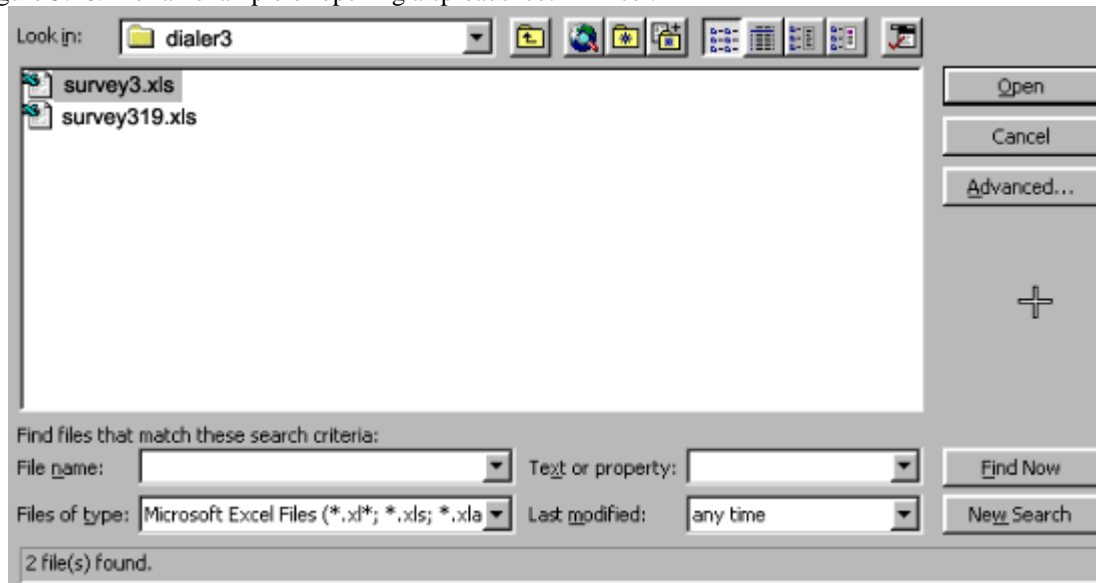 Look in: dialer3
survey3.xls
Open
survey319.xls
Cancel
Advanced...
Find files that match these search criteria:
File name: Text or property: Find Now
Files of type: Microsoft Excel Files (*.xl*; *.xls; *.xla Last modified: any time New Search
2 file(s) found.